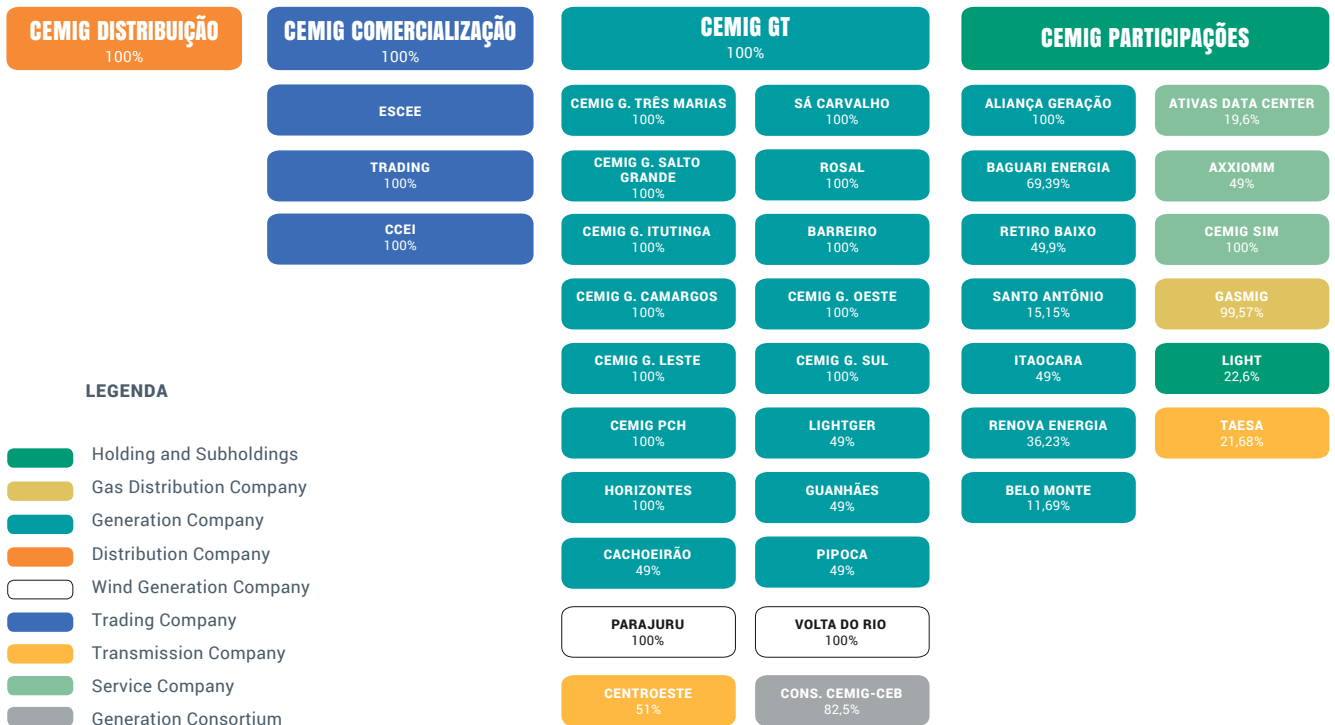 CEMIG DISTRIBUIÇÃO
100%
CEMIG COMERCIALIZAÇÃO
100%
ESCEE
TRADING
100%
CCEI
100%
CEMIG GT
100%
CEMIG G. TRÊS MARIAS
100%
SÁ CARVALHO
100%
CEMIG G. SALTO
GRANDE
100%
ROSAL
100%
CEMIG G. ITUTINGA
100%
BARREIRO
100%
CEMIG G. CAMARGOS
100%
CEMIG G. OESTE
100%
CEMIG G. LESTE
100%
CEMIG G. SUL
100%
CEMIG PCH
100%
LIGHTGER
49%
HORIZONTES
100%
GUANHÃES
49%
CACHOEIRÃO
49%
PIPOCA
49%
PARAJURU
100%
VOLTA DO RIO
100%
CENTROESTE
51%
CONS. CEMIG-CEB
82,5%
CEMIG PARTICIPAÇÕES
ALIANÇA GERAÇÃO
100%
ATIVAS DATA CENTER
19,6%
BAGUARI ENERGIA
69,39%
AXXIOMM
49%
RETIRO BAIXO
49,9%
CEMIG SIM
100%
SANTO ANTÔNIO
15,15%
GASMIG
99,57%
ITAOCARA
49%
LIGHT
22,6%
RENOVA ENERGIA
36,23%
TAESA
21,68%
BELO MONTE
11,69%
LEGENDA
Holding and Subholdings
Gas Distribution Company
Generation Company
Distribution Company
Wind Generation Company
Trading Company
Transmission Company
Service Company
Generation Consortium